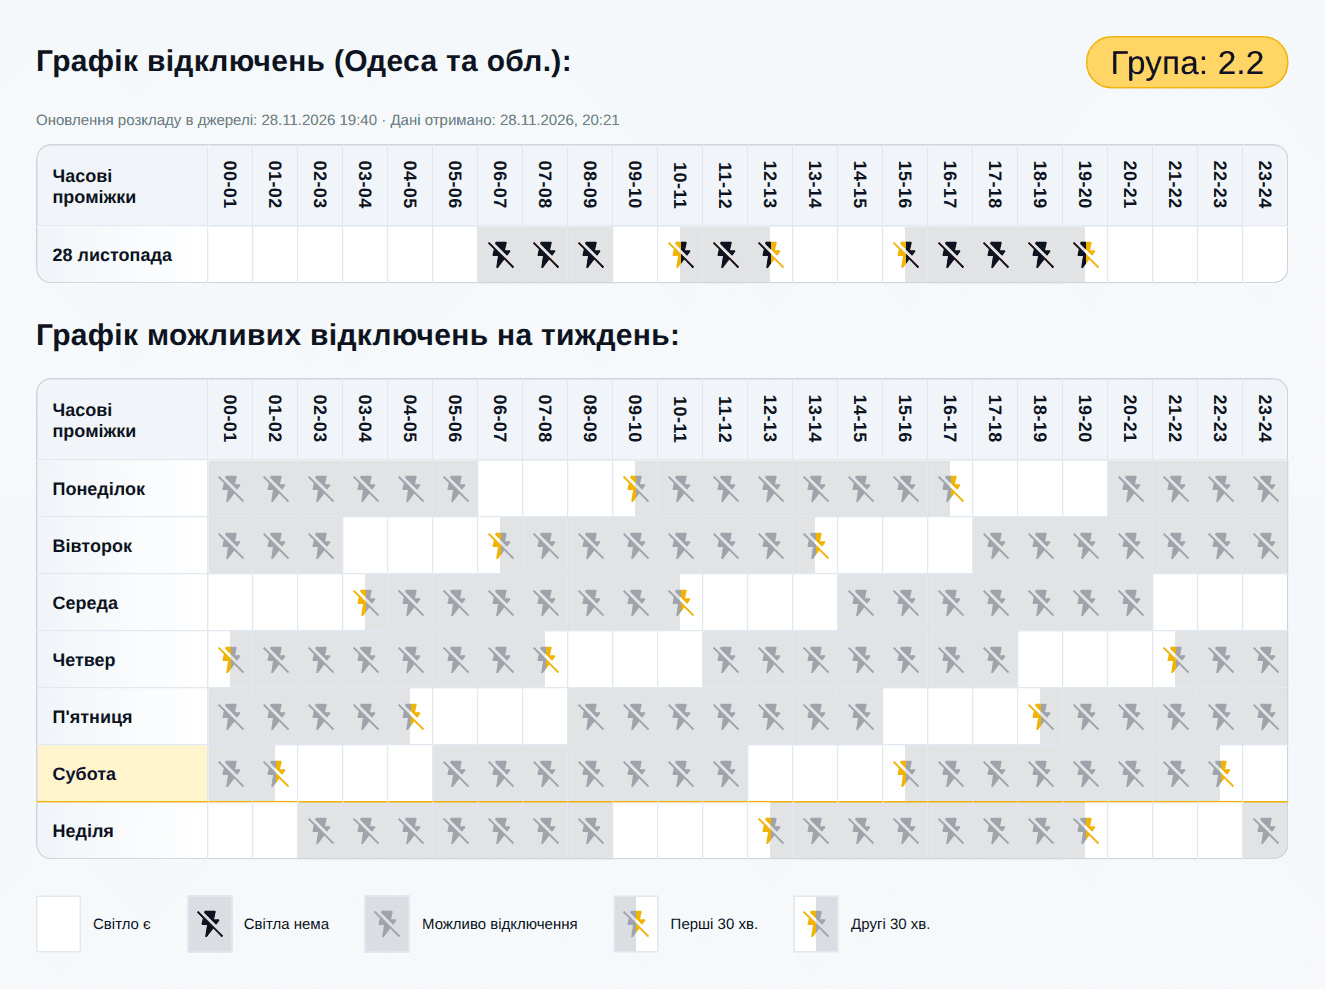 Графік відключень (Одеса та обл.):
Група: 2.2
Оновлення розкладу в джерелі: 28.11.2026 19:40 · Дані отримано: 28.11.2026, 20:21
Часові
проміжки
00-01 01-02 02-03 03-04 04-05 05-06 06-07 07-08 08-09 09-10 10-11 11-12 12-13 13-14 14-15 15-16 16-17 17-18 18-19 19-20 20-21 21-22 22-23 23-24
28 листопада
Графік можливих відключень на тиждень:
Часові
проміжки
00-01 01-02 02-03 03-04 04-05 05-06 06-07 07-08 08-09 09-10 10-11 11-12 12-13 13-14 14-15 15-16 16-17 17-18 18-19 19-20 20-21 21-22 22-23 23-24
Понеділок
Вівторок
Середа
Четвер
П'ятниця
Субота
Неділя
Світло є
Світла нема
Можливо відключення
Перші 30 хв.
Другі 30 хв.